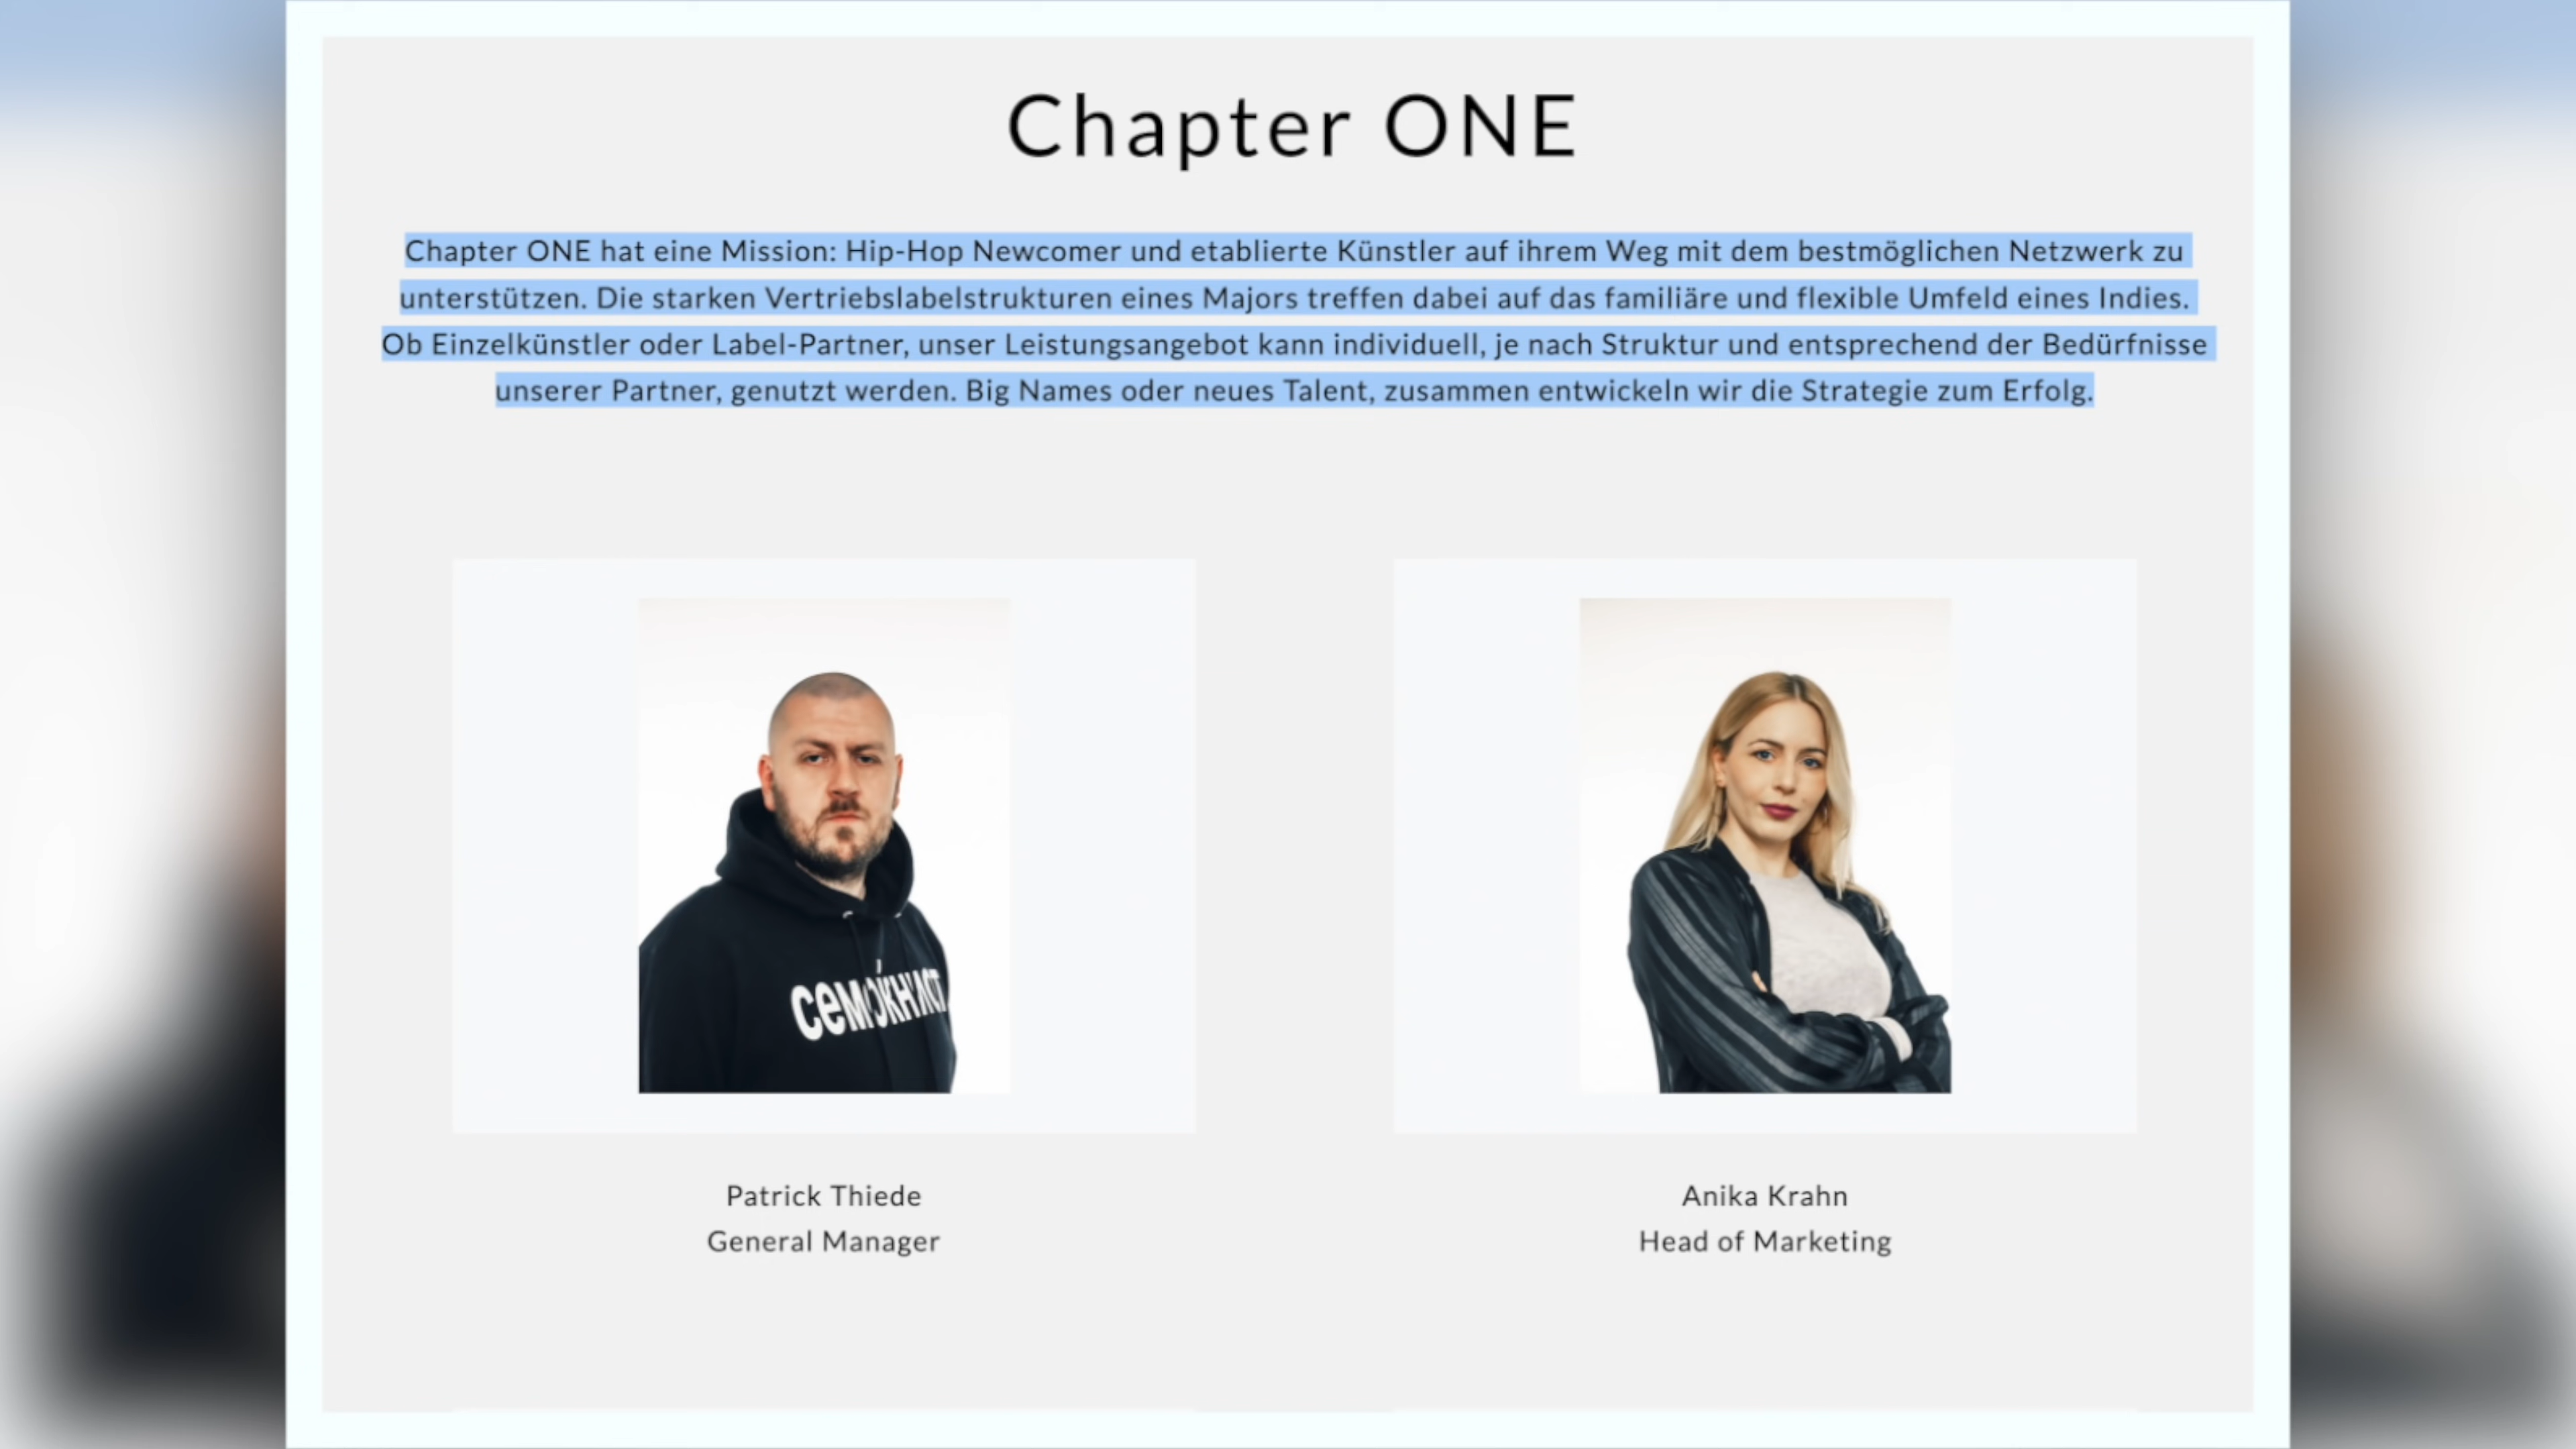 Chapter ONE
Chapter ONE hat eine Mission: Hip-Hop Newcomer und etablierte Künstler auf ihrem Weg mit dem bestmöglichen Netzwerk zu
unterstützen. Die starken Vertriebslabelstrukturen eines Majors treffen dabei auf das familiäre und flexible Umfeld eines Indies.
Ob Einzelkünstler oder Label-Partner, unser Leistungsangebot kann individuell, je nach Struktur und entsprechend der Bedürfnisse
unserer Partner, genutzt werden. Big Names oder neues Talent, zusammen entwickeln wir die Strategie zum Erfolg.
Patrick Thiede
General Manager
Anika Krahn
Head of Marketing